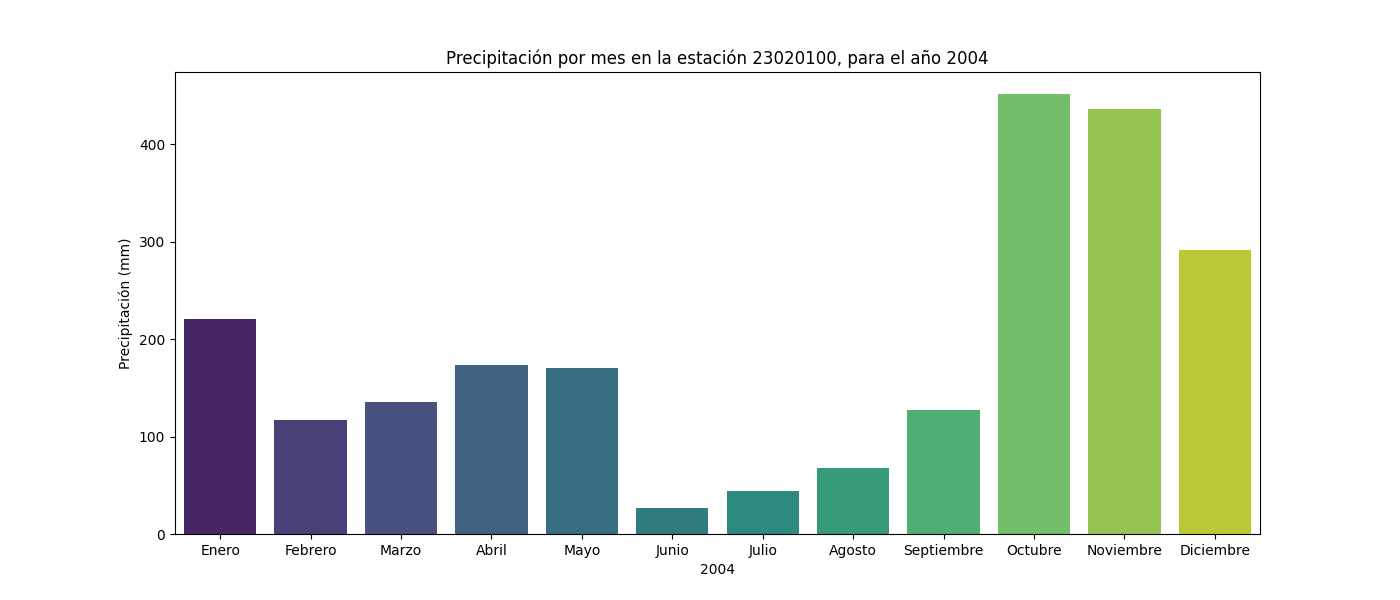 Precipitación por mes en la estación 23020100, para el año 2004
Precipitación (mm)
400
300
200
100
0
Enero Febrero Marzo Abril Mayo Junio Julio Agosto Septiembre Octubre Noviembre Diciembre
2004